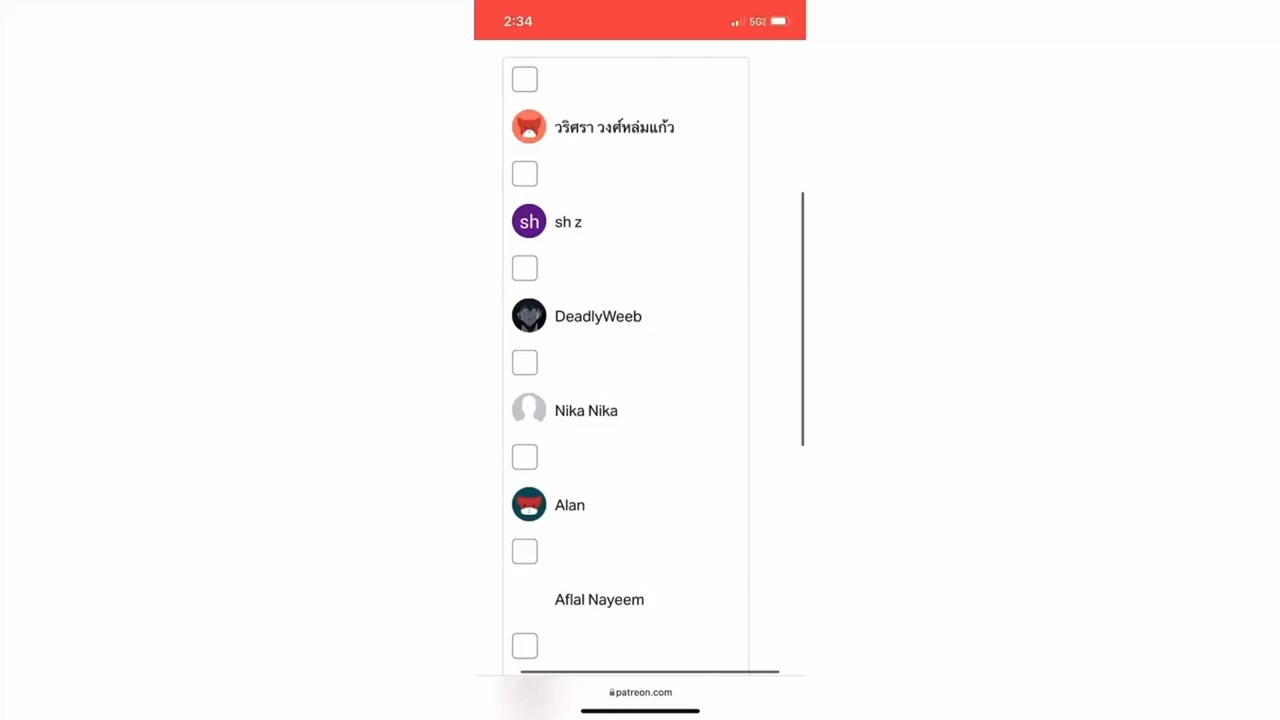 2:34
5G
วริศรา วงศ์หล่มแก้ว
sh
sh z
DeadlyWeeb
Nika Nika
Alan
Aflal Nayeem
patreon.com